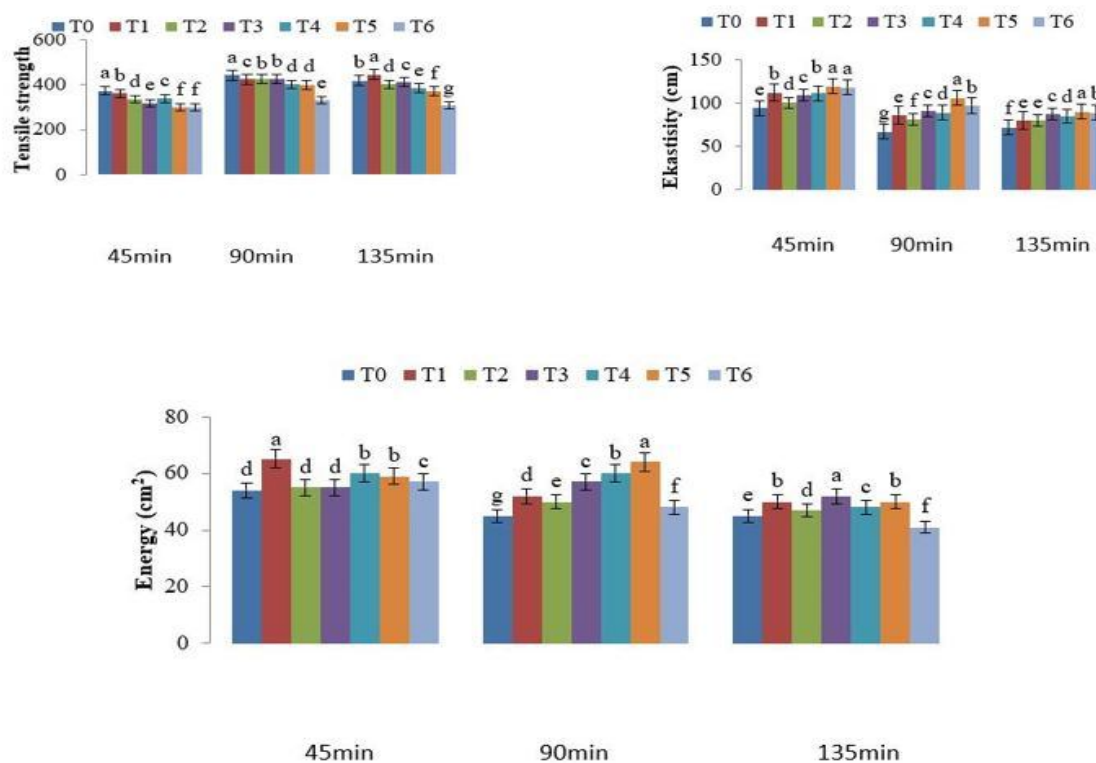 T0 T1 T2 T3 T4 T5 T6
Tensile strength
600
400
200
0
a b d e c f f
a c b b d d e
b a d c e f g
45min 90min 135min
T0 T1 T2 T3 T4 T5 T6
Ekastisity (cm)
150
100
50
0
e b d c b a a
g e f c d a b
f e e c d a b
45min 90min 135min
T0 T1 T2 T3 T4 T5 T6
Energy (cm²)
80
60
40
20
0
d a d d b b c
g d e c b a f
e b d a c b f
45min 90min 135min